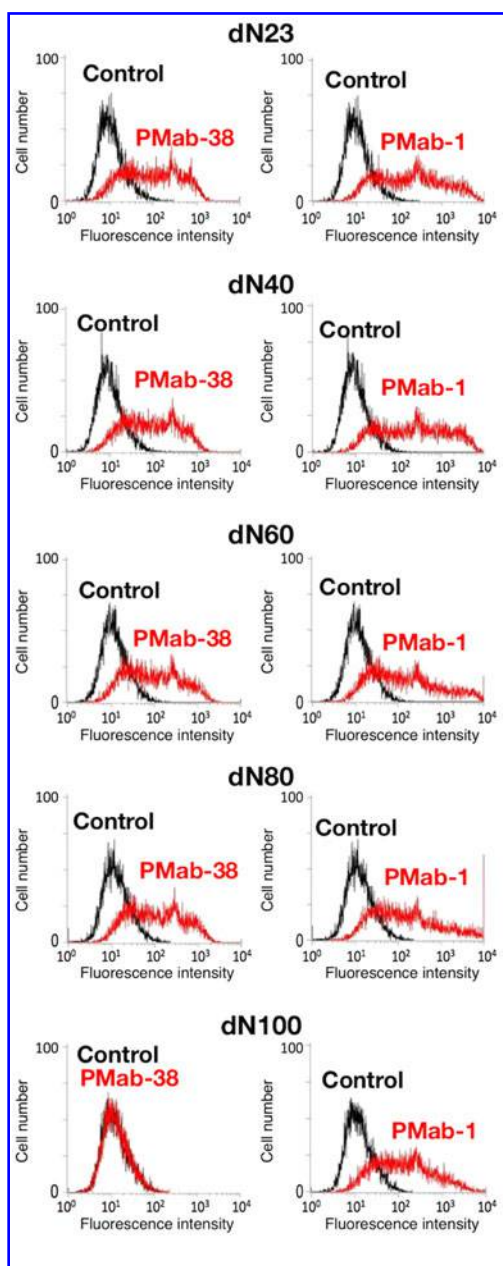 dN23
100
Control
PMab-38
Cell number
0
10⁰ 10¹ 10² 10³ 10⁴
Fluorescence intensity
100
Control
PMab-1
Cell number
0
10⁰ 10¹ 10² 10³ 10⁴
Fluorescence intensity
dN40
100
Control
PMab-38
Cell number
0
10⁰ 10¹ 10² 10³ 10⁴
Fluorescence intensity
100
Control
PMab-1
Cell number
0
10⁰ 10¹ 10² 10³ 10⁴
Fluorescence intensity
dN60
100
Control
PMab-38
Cell number
0
10⁰ 10¹ 10² 10³ 10⁴
Fluorescence intensity
100
Control
PMab-1
Cell number
0
10⁰ 10¹ 10² 10³ 10⁴
Fluorescence intensity
dN80
100
Control
PMab-38
Cell number
0
10⁰ 10¹ 10² 10³ 10⁴
Fluorescence intensity
100
Control
PMab-1
Cell number
0
10⁰ 10¹ 10² 10³ 10⁴
Fluorescence intensity
dN100
100
Control
PMab-38
Cell number
0
10⁰ 10¹ 10² 10³ 10⁴
Fluorescence intensity
100
Control
PMab-1
Cell number
0
10⁰ 10¹ 10² 10³ 10⁴
Fluorescence intensity